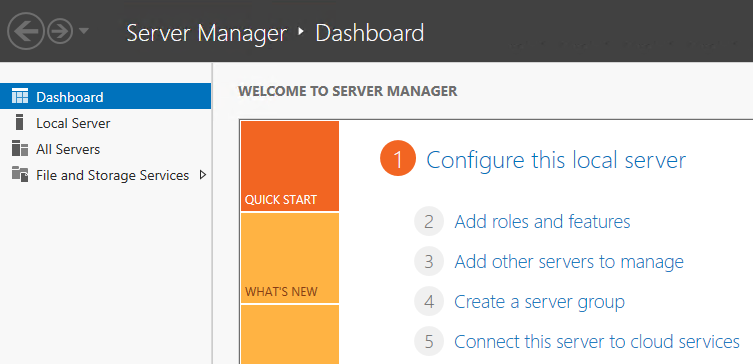 Server Manager ‣ Dashboard
Dashboard
Local Server
All Servers
File and Storage Services
WELCOME TO SERVER MANAGER
QUICK START
WHAT'S NEW
1 Configure this local server
2 Add roles and features
3 Add other servers to manage
4 Create a server group
5 Connect this server to cloud services